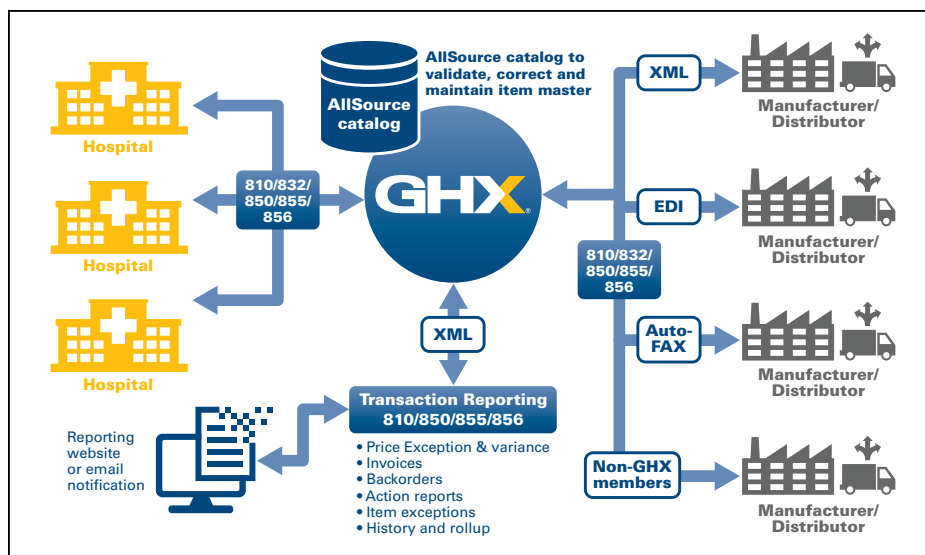 AllSource catalog to
validate, correct and
maintain item master
AllSource
catalog
GHX®
Hospital
Hospital
Hospital
810/832/
850/855/
856
XML
Manufacturer/
Distributor
EDI
Manufacturer/
Distributor
810/832/
850/855/
856
Auto-
FAX
Manufacturer/
Distributor
Non-GHX
members
Manufacturer/
Distributor
XML
Transaction Reporting
810/850/855/856
• Price Exception & variance
• Invoices
• Backorders
• Action reports
• Item exceptions
• History and rollup
Reporting
website
or email
notification